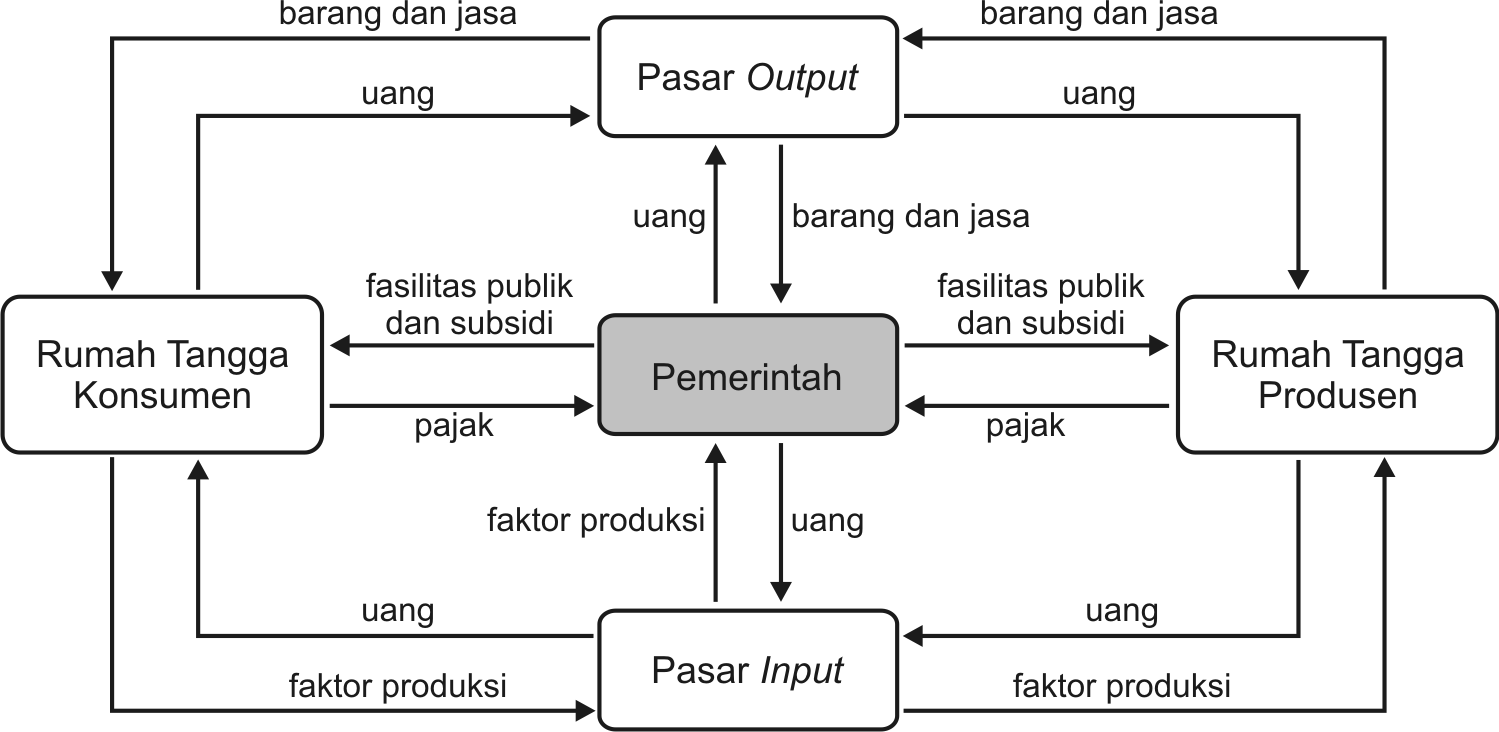 barang dan jasa
barang dan jasa
Pasar Output
uang
uang
uang
barang dan jasa
fasilitas publik
dan subsidi
fasilitas publik
dan subsidi
Rumah Tangga
Konsumen
Pemerintah
Rumah Tangga
Produsen
pajak
pajak
faktor produksi
uang
uang
uang
Pasar Input
faktor produksi
faktor produksi